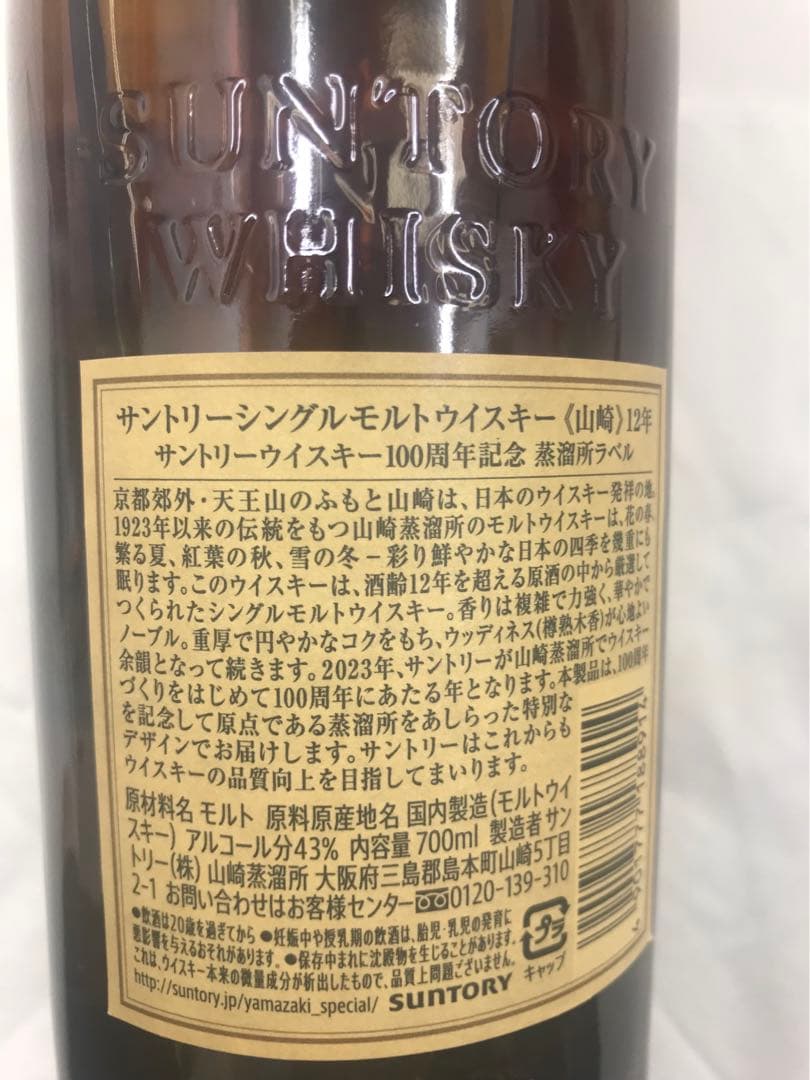 SUNTORY
WHISKY
サントリーシングルモルトウイスキー《山崎》12年
サントリーウイスキー100周年記念 蒸溜所ラベル
京都郊外・天王山のふもと山崎は、日本のウイスキー発祥の地。
1923年以来の伝統をもつ山崎蒸溜所のモルトウイスキーは、花の春、
繁る夏、紅葉の秋、雪の冬－彩り鮮やかな日本の四季を幾重にも
眠ります。このウイスキーは、酒齢12年を超える原酒の中から厳選して
つくられたシングルモルトウイスキー。香りは複雑で力強く、華やかで
ノーブル。重厚で円やかなコクをもち、ウッディネス(樽熟木香)が心地よい
余韻となって続きます。2023年、サントリーが山崎蒸溜所でウイスキー
づくりをはじめて100周年にあたる年となります。本製品は、100周年
を記念して原点である蒸溜所をあしらった特別な
デザインでお届けします。サントリーはこれからも
ウイスキーの品質向上を目指してまいります。
原材料名 モルト 原料原産地名 国内製造(モルトウイ
スキー) アルコール分43% 内容量 700ml 製造者 サン
トリー(株) 山崎蒸溜所 大阪府三島郡島本町山崎5丁目
2-1 お問い合わせはお客様センター0120-139-310
●飲酒は20歳を過ぎてから ●妊娠中や授乳期の飲酒は、胎児・乳児の発育に
悪影響を与えるおそれがあります。 ●保存中まれに沈殿物を生じることがあります。
これは、ウイスキー本来の微量成分が析出したもので、品質上問題ございません。
http://suntory.jp/yamazaki_special/ SUNTORY
プラ
キャップ